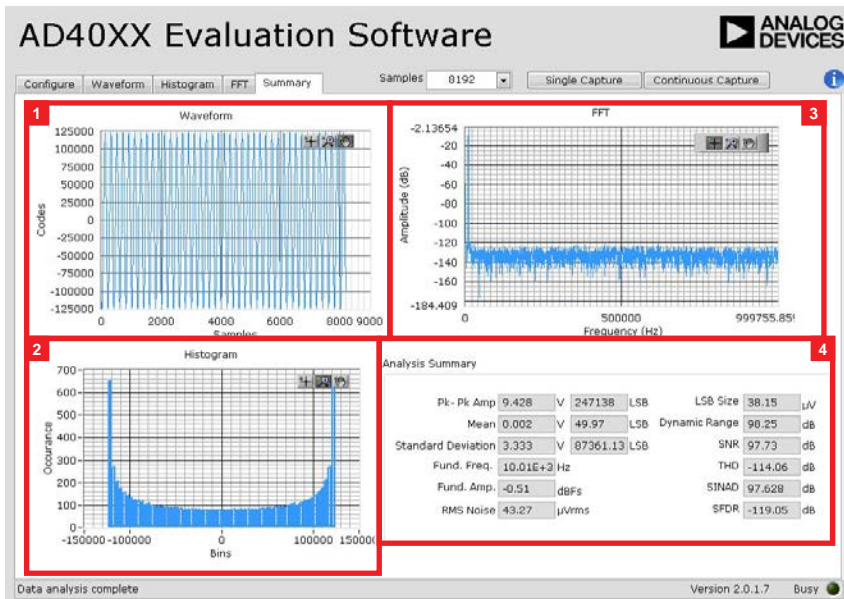 AD40XX Evaluation Software
ANALOG
DEVICES
Configure Waveform Histogram FFT Summary
Samples 8192 Single Capture Continuous Capture i
1
Waveform
125000
100000
75000
50000
25000
0
-25000
-50000
-75000
-100000
-125000
Codes
0 2000 4000 6000 8000 9000
Samples
3
FFT
-2.13654
-20
-40
-60
-80
-100
-120
-140
-160
-184.409
Amplitude (dB)
0 500000 999755.859
Frequency (Hz)
2
Histogram
700
600
500
400
300
200
100
0
Occurance
-150000 -100000 0 100000 150000
Bins
4
Analysis Summary
Pk- Pk Amp 9.428 V 247138 LSB LSB Size 38.15 µV
Mean 0.002 V 49.97 LSB Dynamic Range 98.25 dB
Standard Deviation 3.333 V 87361.13 LSB SNR 97.73 dB
Fund. Freq. 10.01E+3 Hz THD -114.06 dB
Fund. Amp. -0.51 dBFs SINAD 97.628 dB
RMS Noise 43.27 µVrms SFDR -119.05 dB
Data analysis complete
Version 2.0.1.7 Busy